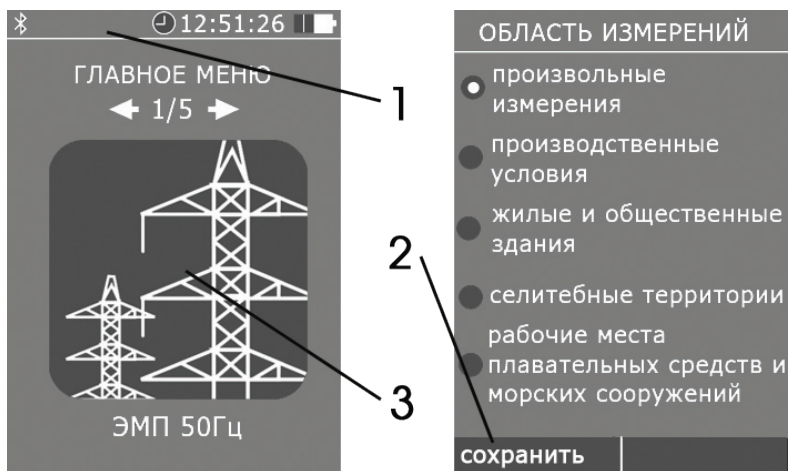 12:51:26
ГЛАВНОЕ МЕНЮ
1/5
ЭМП 50Гц
1
3
ОБЛАСТЬ ИЗМЕРЕНИЙ
произвольные
измерения
производственные
условия
жилые и общественные
здания
селитебные территории
рабочие места
плавательных средств и
морских сооружений
сохранить
2